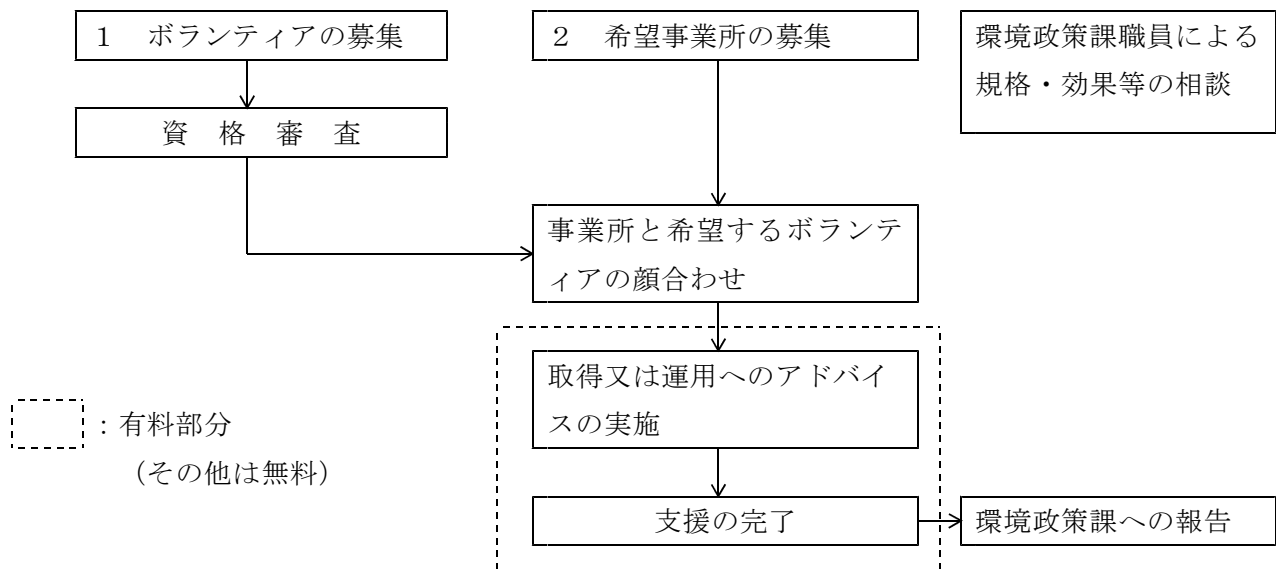 1 ボランティアの募集
2 希望事業所の募集
環境政策課職員による
規格・効果等の相談
資格審査
事業所と希望するボランテ
ィアの顔合わせ
取得又は運用へのアドバイ
スの実施
:有料部分
(その他は無料)
支援の完了
環境政策課への報告